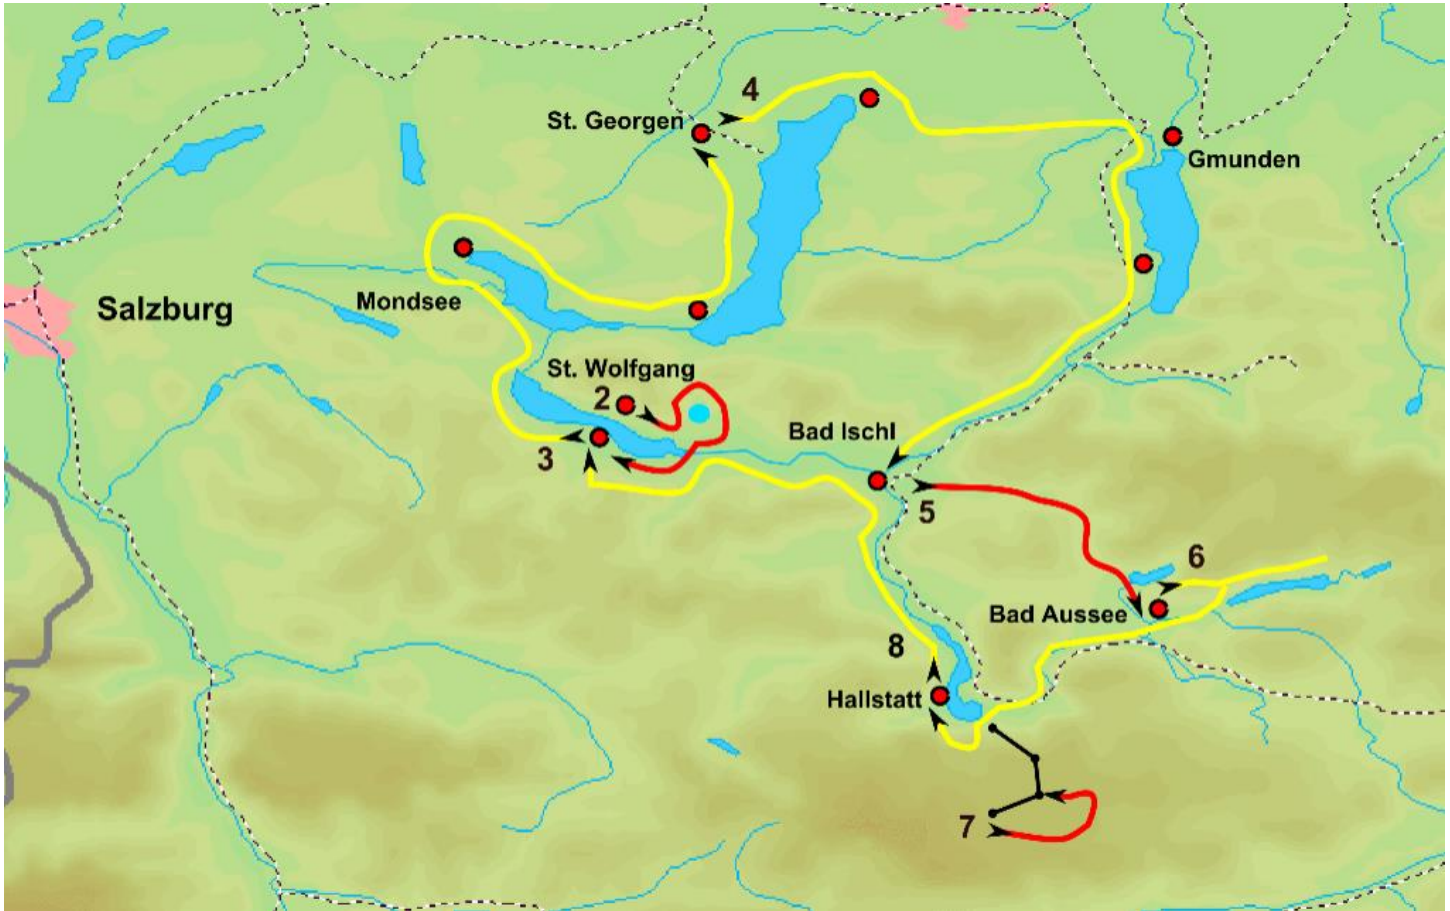 4
St. Georgen
Gmunden
Mondsee
Salzburg
St. Wolfgang
2
Bad Ischl
3
5
6
Bad Aussee
8
Hallstatt
7